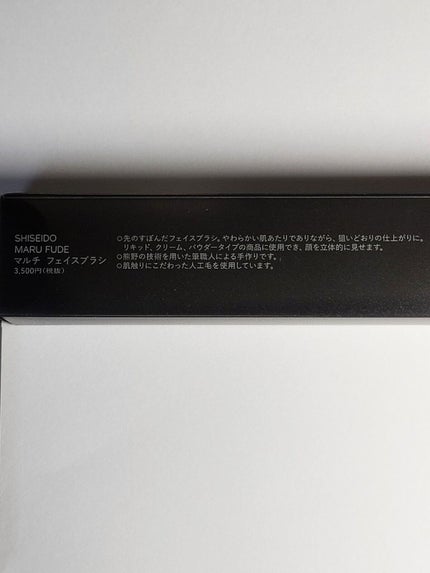 SHISEIDO
MARU FUDE
マルチ フェイスブラシ
3,500円(税抜)
○先のすぼんだフェイスブラシ。やわらかい肌あたりでありながら、狙いどおりの仕上がりに。
リキッド、クリーム、パウダータイプの商品に使用でき、顔を立体的に見せます。
○熊野の技術を用いた筆職人による手作りです。
○肌触りにこだわった人工毛を使用しています。